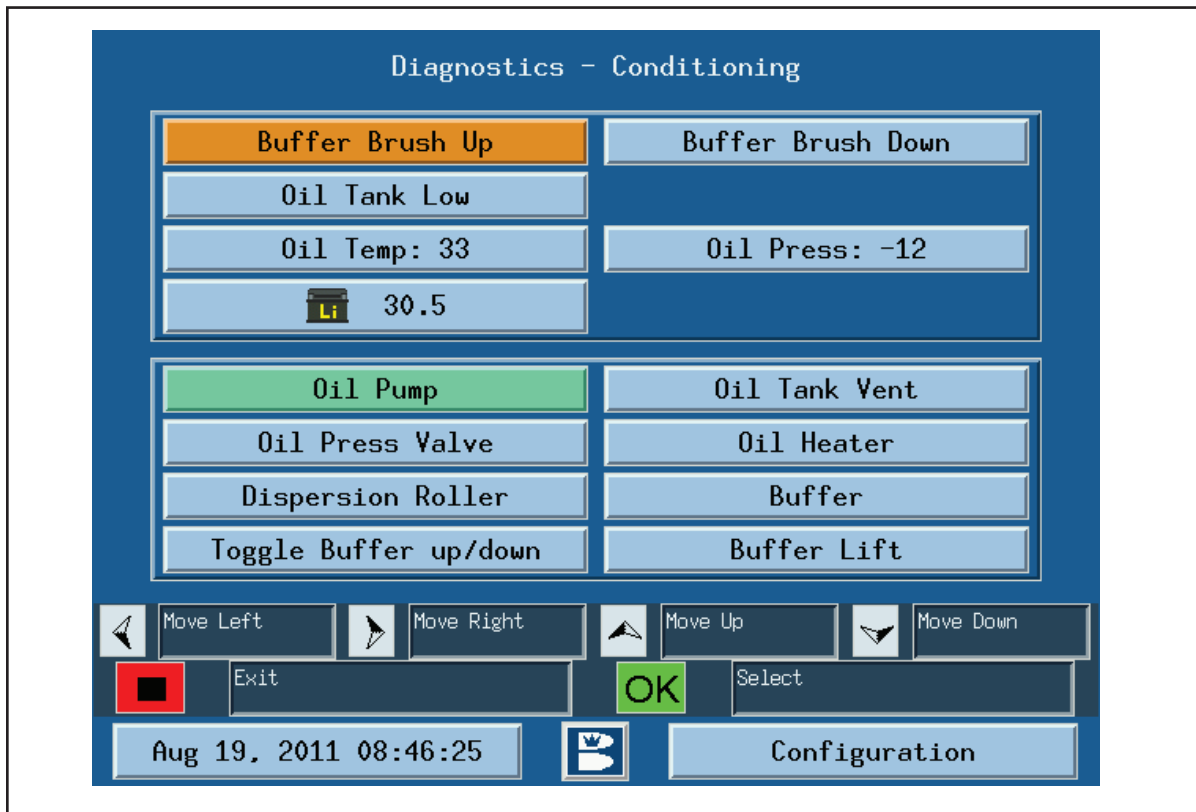 Diagnostics - Conditioning
Buffer Brush Up
Buffer Brush Down
Oil Tank Low
Oil Temp: 33
Oil Press: -12
Li 30.5
Oil Pump
Oil Tank Vent
Oil Press Valve
Oil Heater
Dispersion Roller
Buffer
Toggle Buffer up/down
Buffer Lift
Move Left
Move Right
Move Up
Move Down
Exit
OK
Select
Aug 19, 2011 08:46:25
B
Configuration